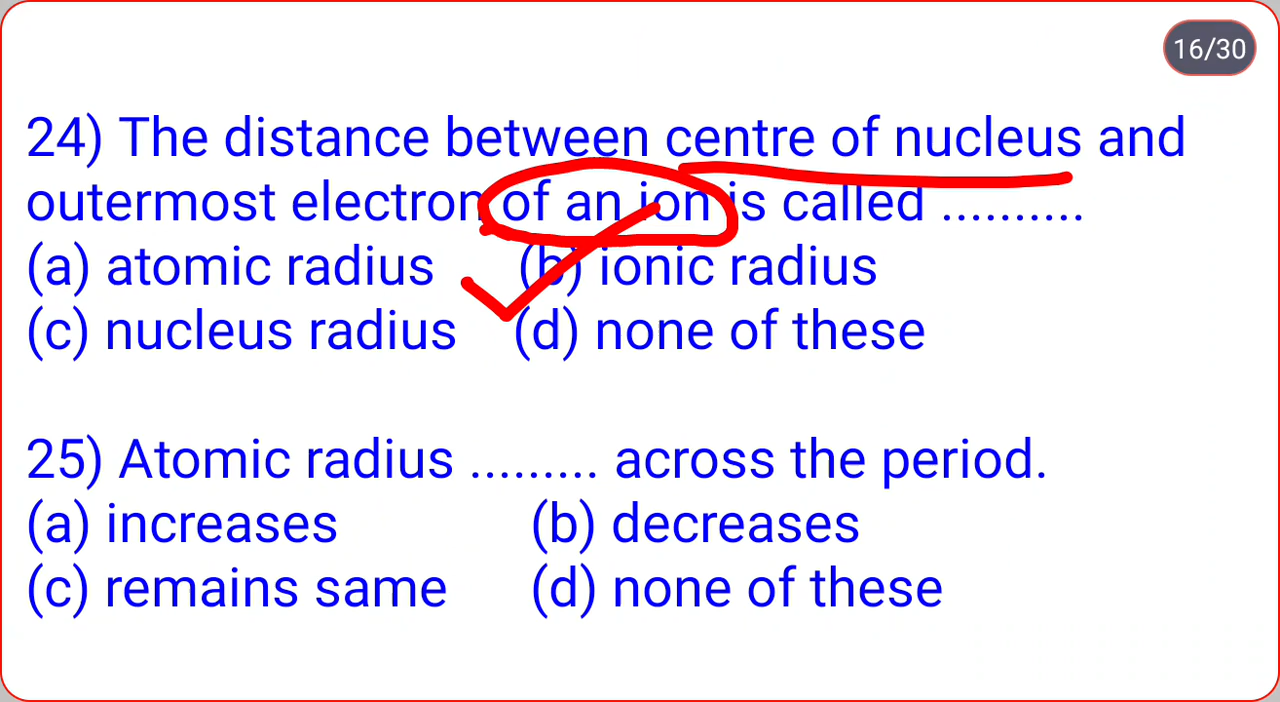 16/30
24) The distance between centre of nucleus and
outermost electron of an ion is called ..........
(a) atomic radius (b) ionic radius
(c) nucleus radius (d) none of these
25) Atomic radius ......... across the period.
(a) increases (b) decreases
(c) remains same (d) none of these